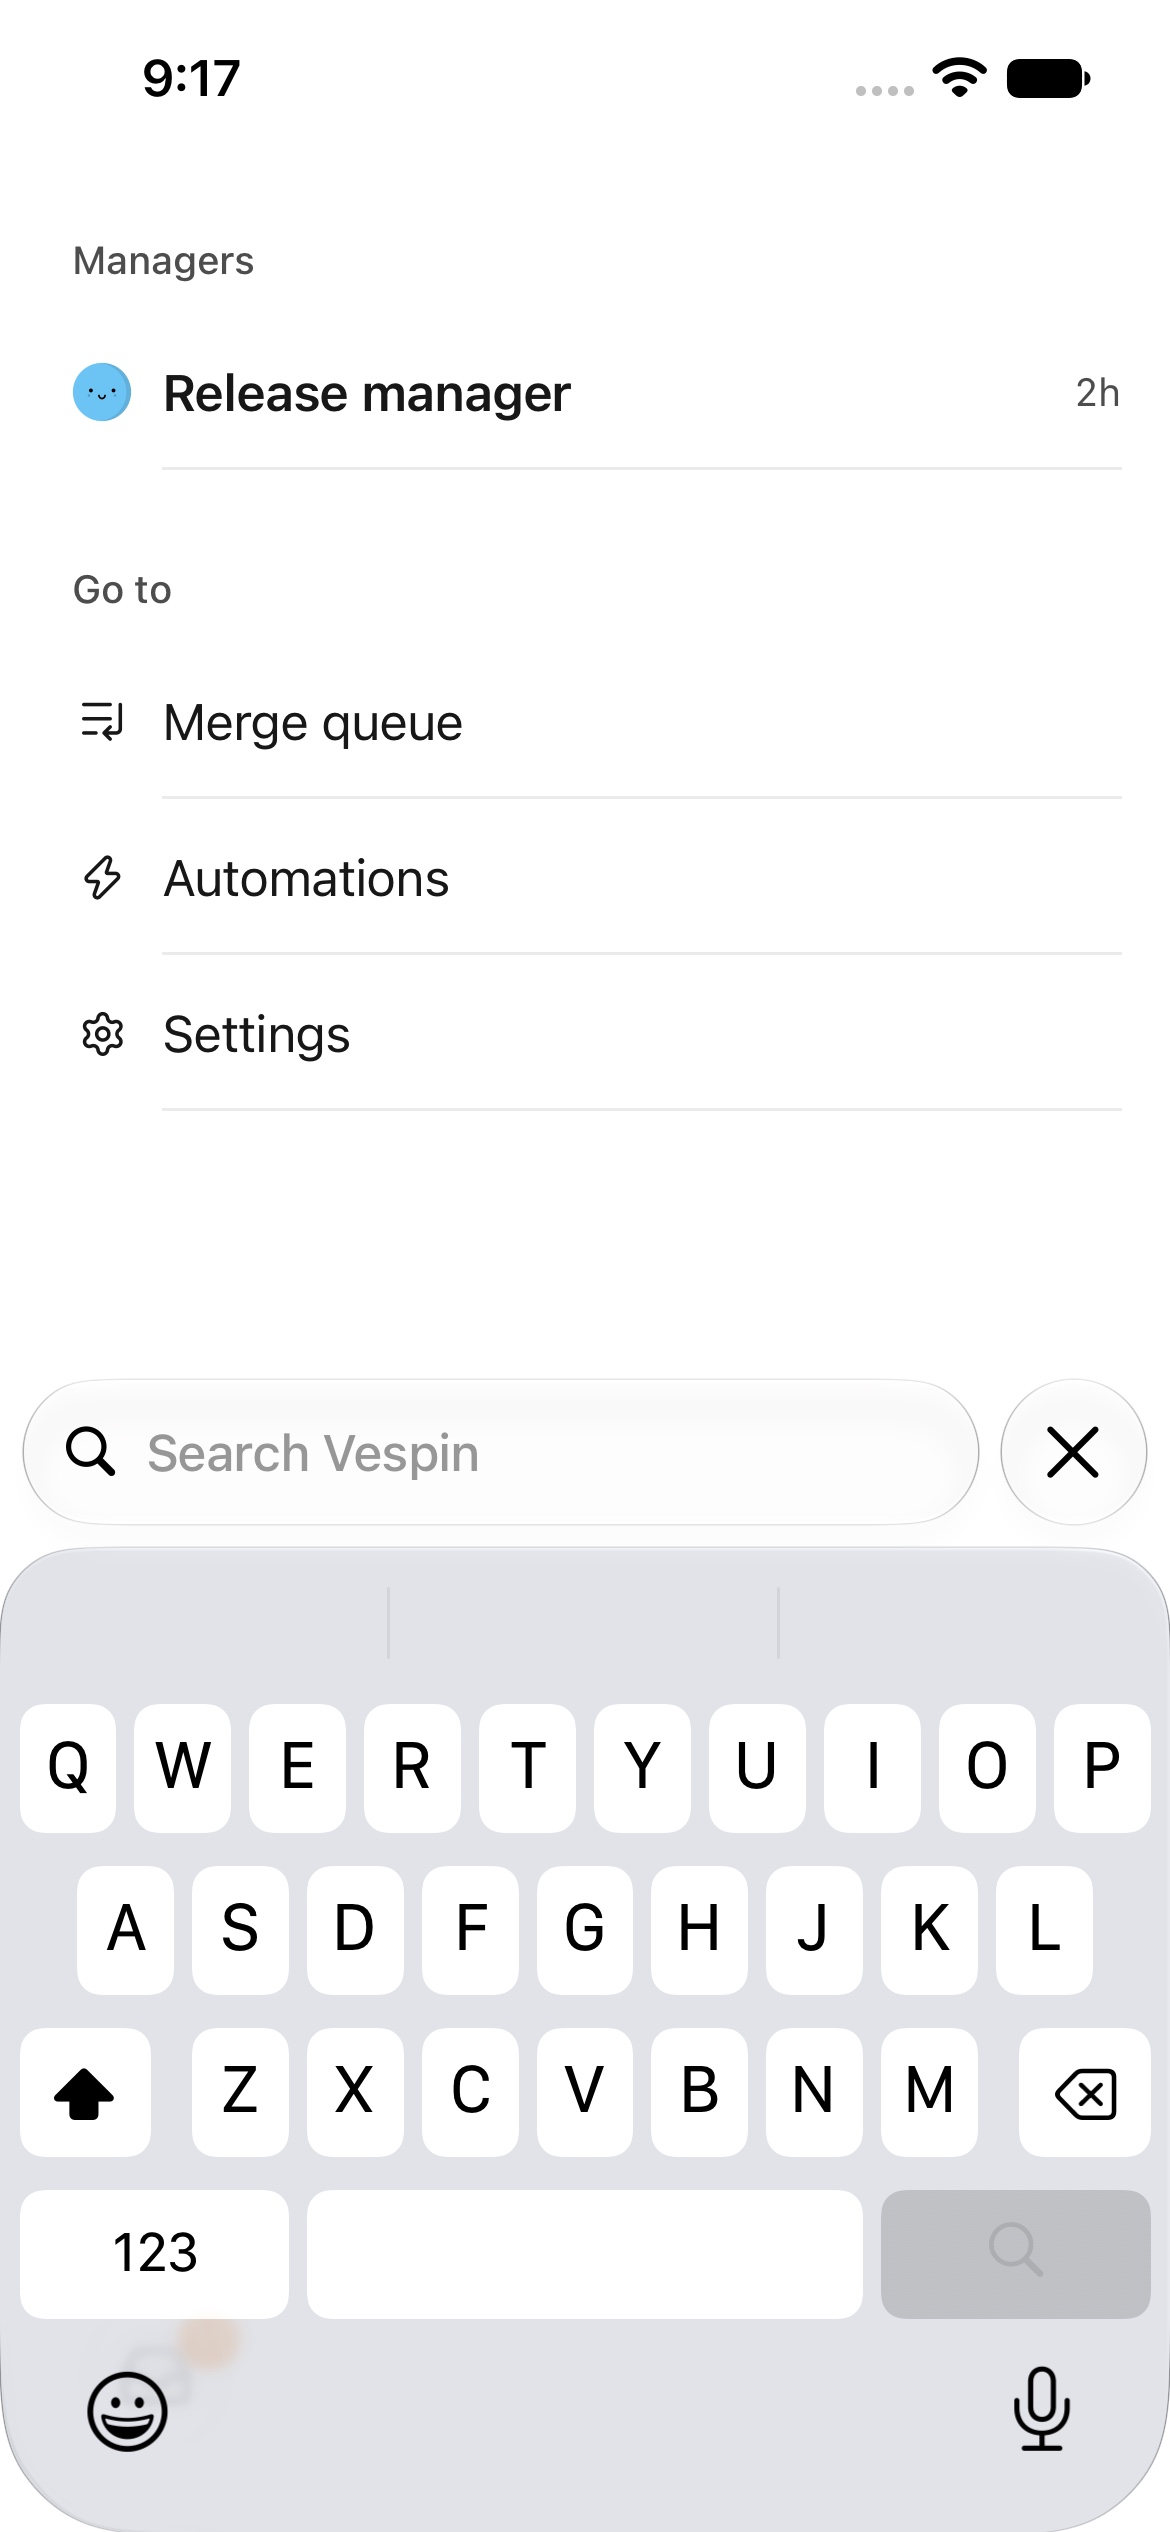 9:17
Managers
Release manager 2h
Go to
Merge queue
Automations
Settings
Search Vespin
Q W E R T Y U I O P
A S D F G H J K L
Z X C V B N M
123